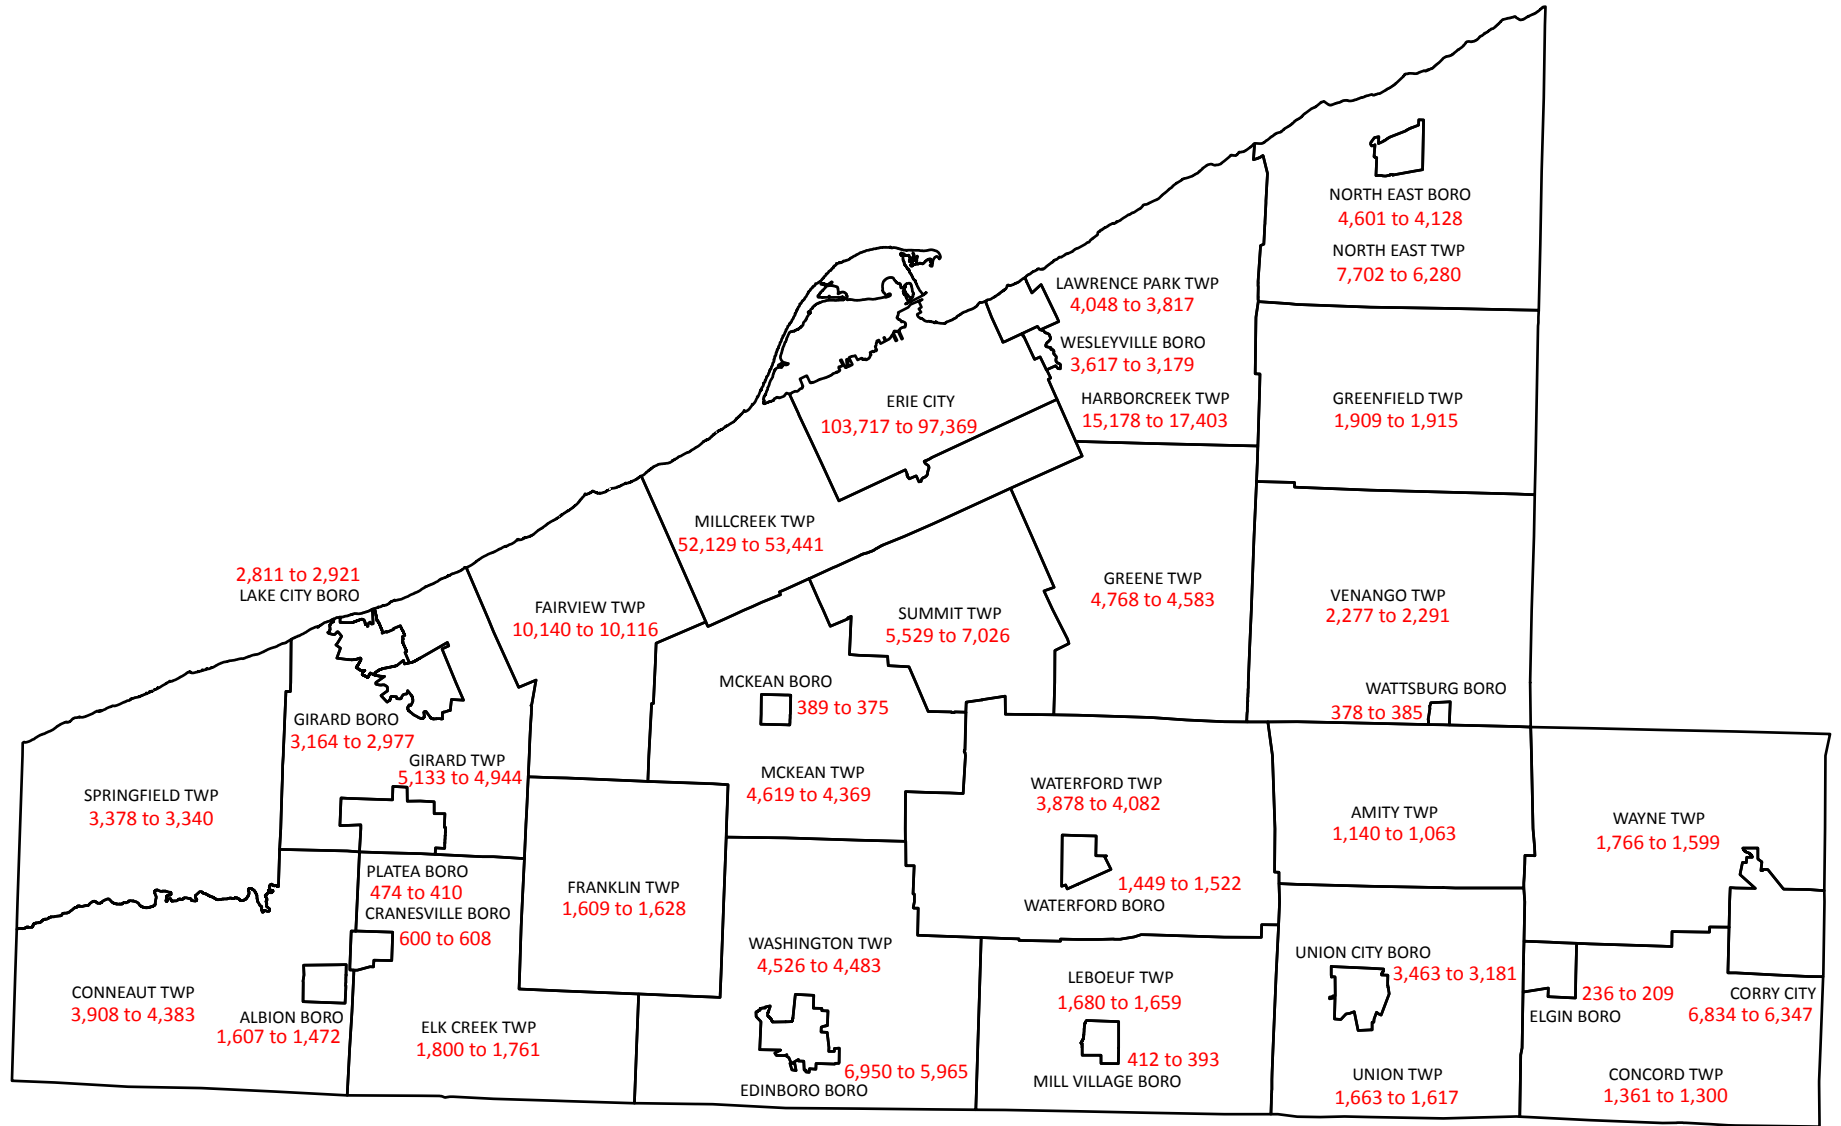 NORTH EAST BORO
4,601 to 4,128
NORTH EAST TWP
7,702 to 6,280
LAWRENCE PARK TWP
4,048 to 3,817
WESLEYVILLE BORO
3,617 to 3,179
HARBORCREEK TWP
15,178 to 17,403
ERIE CITY
103,717 to 97,369
GREENFIELD TWP
1,909 to 1,915
MILLCREEK TWP
52,129 to 53,441
2,811 to 2,921
LAKE CITY BORO
FAIRVIEW TWP
10,140 to 10,116
SUMMIT TWP
5,529 to 7,026
GREENE TWP
4,768 to 4,583
VENANGO TWP
2,277 to 2,291
WATTSBURG BORO
378 to 385
MCKEAN BORO
389 to 375
GIRARD BORO
3,164 to 2,977
GIRARD TWP
5,133 to 4,944
MCKEAN TWP
4,619 to 4,369
WATERFORD TWP
3,878 to 4,082
SPRINGFIELD TWP
3,378 to 3,340
AMITY TWP
1,140 to 1,063
WAYNE TWP
1,766 to 1,599
PLATEA BORO
474 to 410
CRANESVILLE BORO
600 to 608
FRANKLIN TWP
1,609 to 1,628
1,449 to 1,522
WATERFORD BORO
WASHINGTON TWP
4,526 to 4,483
UNION CITY BORO
3,463 to 3,181
LEBOEUF TWP
1,680 to 1,659
CONNEAUT TWP
3,908 to 4,383
ALBION BORO
1,607 to 1,472
ELK CREEK TWP
1,800 to 1,761
236 to 209
ELGIN BORO
CORRY CITY
6,834 to 6,347
6,950 to 5,965
EDINBORO BORO
412 to 393
MILL VILLAGE BORO
UNION TWP
1,663 to 1,617
CONCORD TWP
1,361 to 1,300